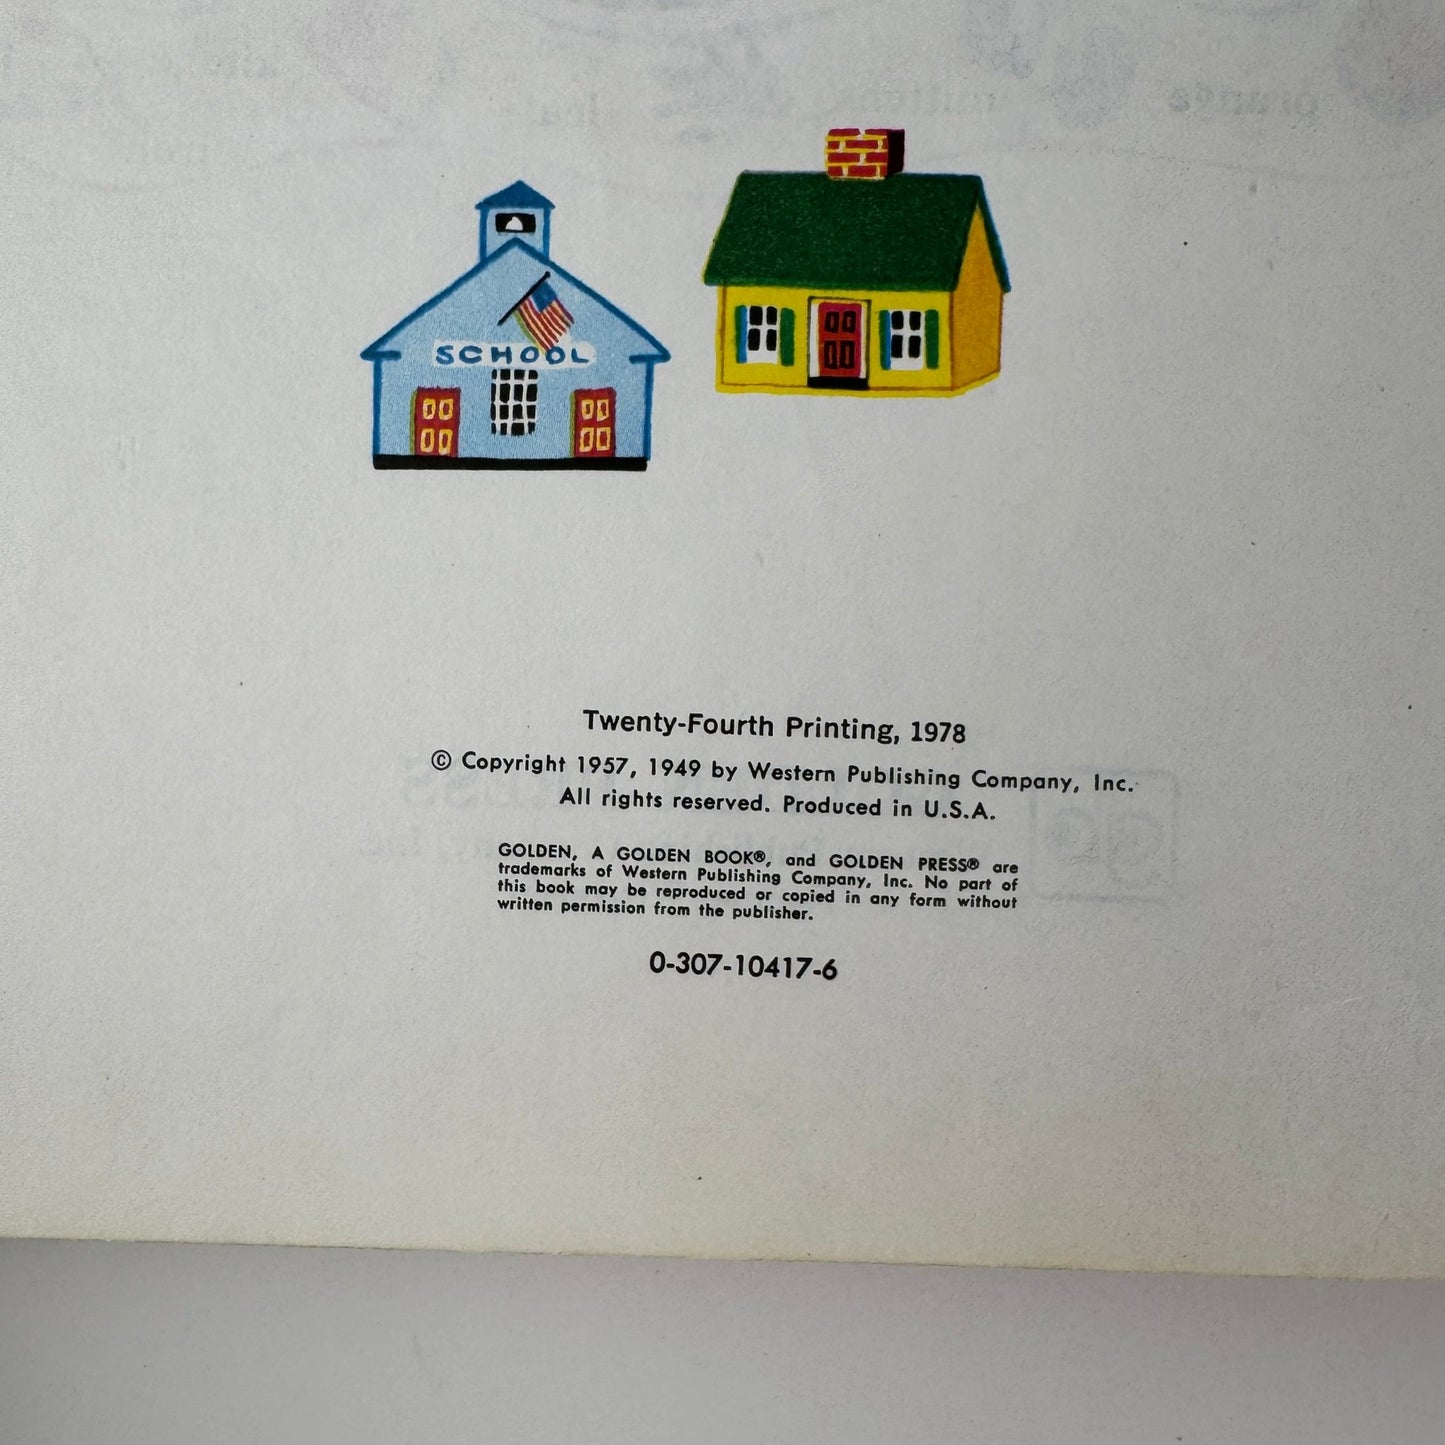 orange
mittens
SCHOOL
Twenty-Fourth Printing, 1978
© Copyright 1957, 1949 by Western Publishing Company, Inc.
All rights reserved. Produced in U.S.A.
GOLDEN, A GOLDEN BOOK®, and GOLDEN PRESS® are
trademarks of Western Publishing Company, Inc. No part of
this book may be reproduced or copied in any form without
written permission from the publisher.
0-307-10417-6